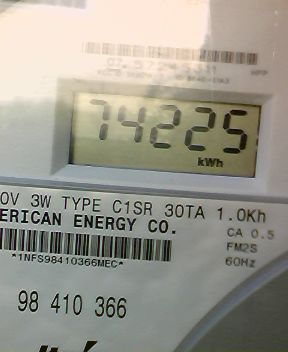 74225
kWh
0V 3W TYPE C1SR 30TA 1.0Kh
ERICAN ENERGY CO.
CA 0.5
FM2S
*1NFS98410366MEC*
60Hz
98 410 366